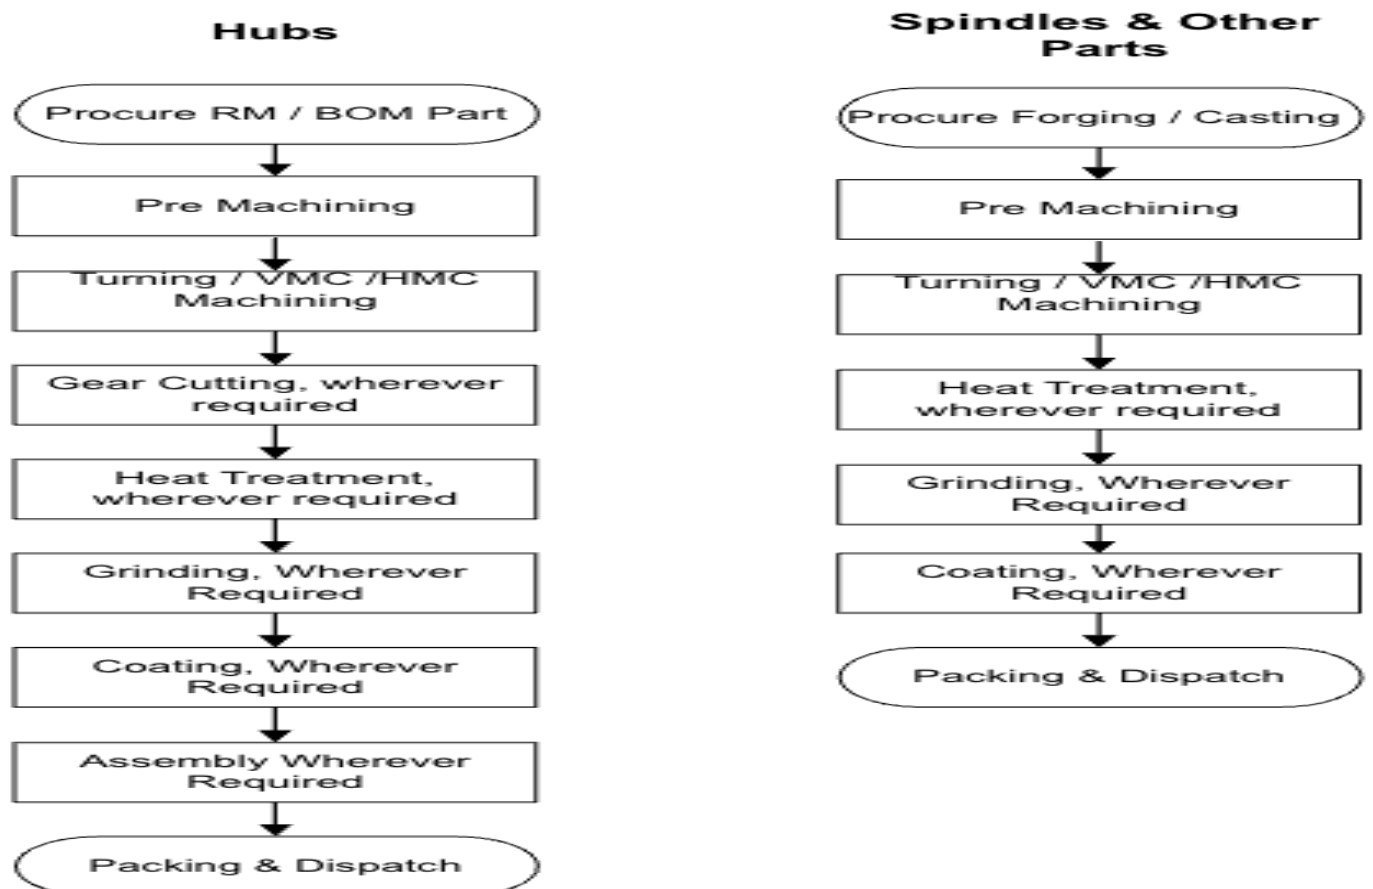 Hubs
Procure RM / BOM Part
Pre Machining
Turning / VMC /HMC
Machining
Gear Cutting, wherever
required
Heat Treatment,
wherever required
Grinding, Wherever
Required
Coating, Wherever
Required
Assembly Wherever
Required
Packing & Dispatch
Spindles & Other
Parts
Procure Forging / Casting
Pre Machining
Turning / VMC /HMC
Machining
Heat Treatment,
wherever required
Grinding, Wherever
Required
Coating, Wherever
Required
Packing & Dispatch